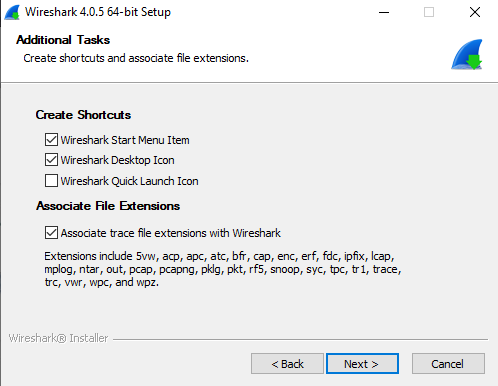 Wireshark 4.0.5 64-bit Setup
Additional Tasks
Create shortcuts and associate file extensions.
Create Shortcuts
Wireshark Start Menu Item
Wireshark Desktop Icon
Wireshark Quick Launch Icon
Associate File Extensions
Associate trace file extensions with Wireshark
Extensions include 5vw, acp, apc, atc, bfr, cap, enc, erf, fdc, ipfix, lcap,
mplog, ntar, out, pcap, pcapng, pklg, pkt, rf5, snoop, syc, tpc, tr1, trace,
trc, vwr, wpc, and wpz.
Wireshark® Installer
< Back
Next >
Cancel